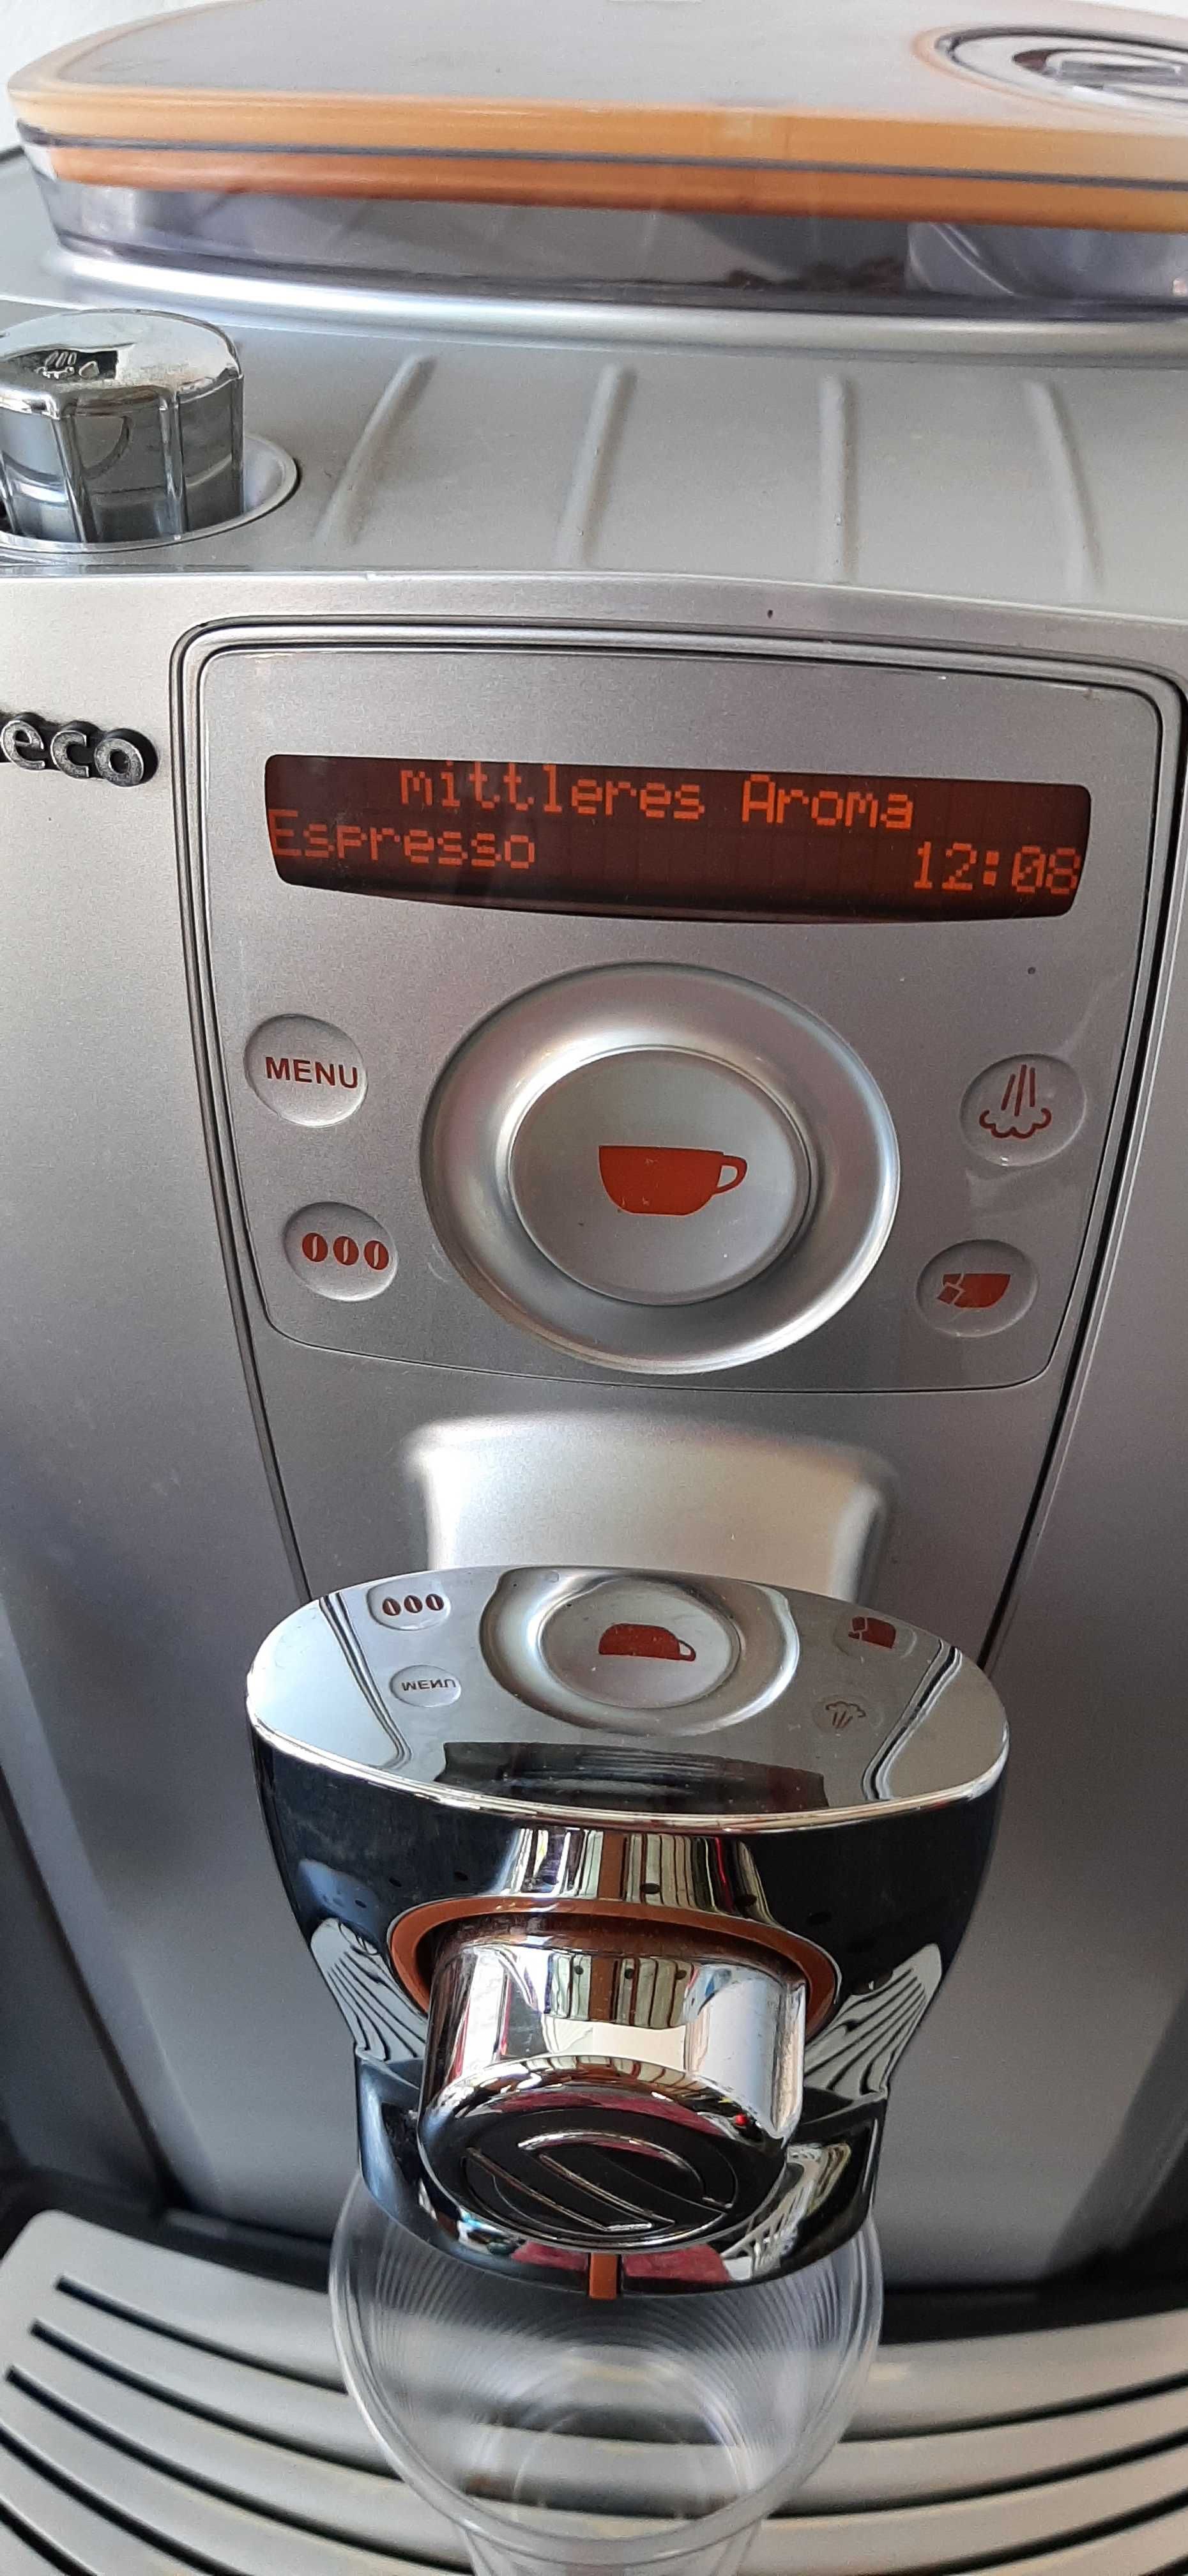 eco
mittleres Aroma
Espresso 12:08
MENU
MENU